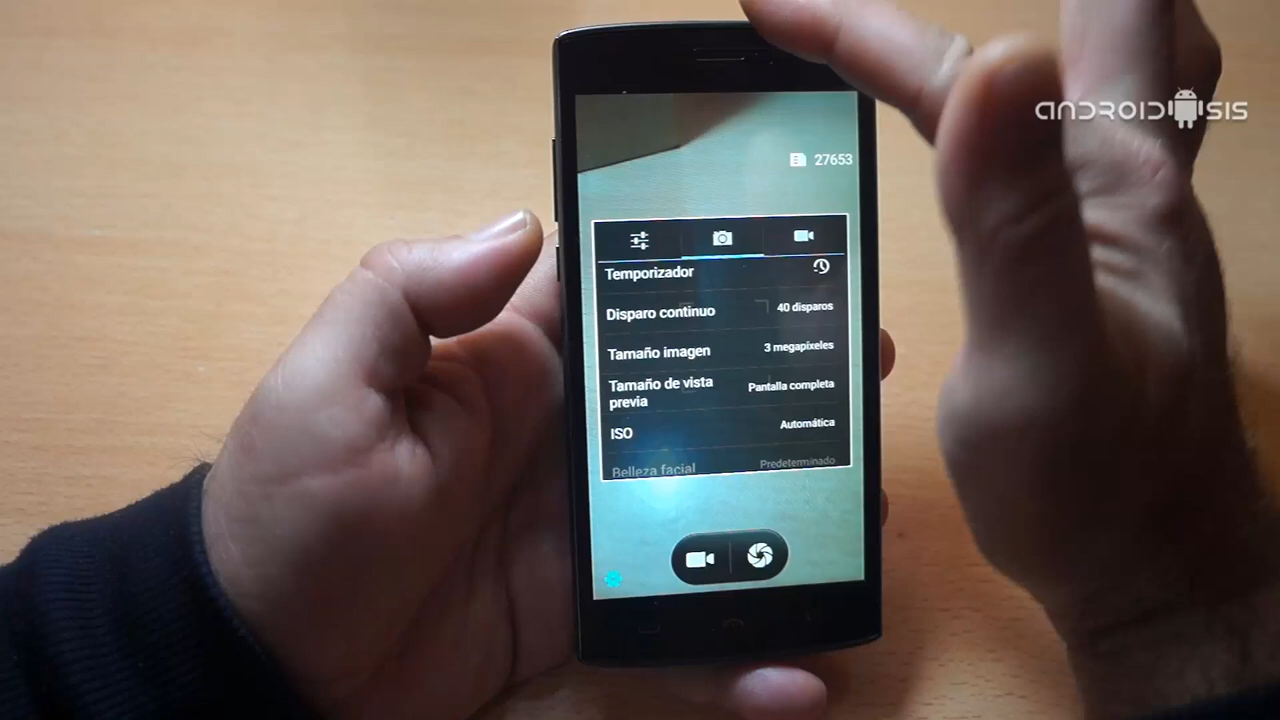 ANDROIDSIS
27653
Temporizador
Disparo continuo 40 disparos
Tamaño imagen 3 megapíxeles
Tamaño de vista previa Pantalla completa
ISO Automática
Belleza facial Predeterminado